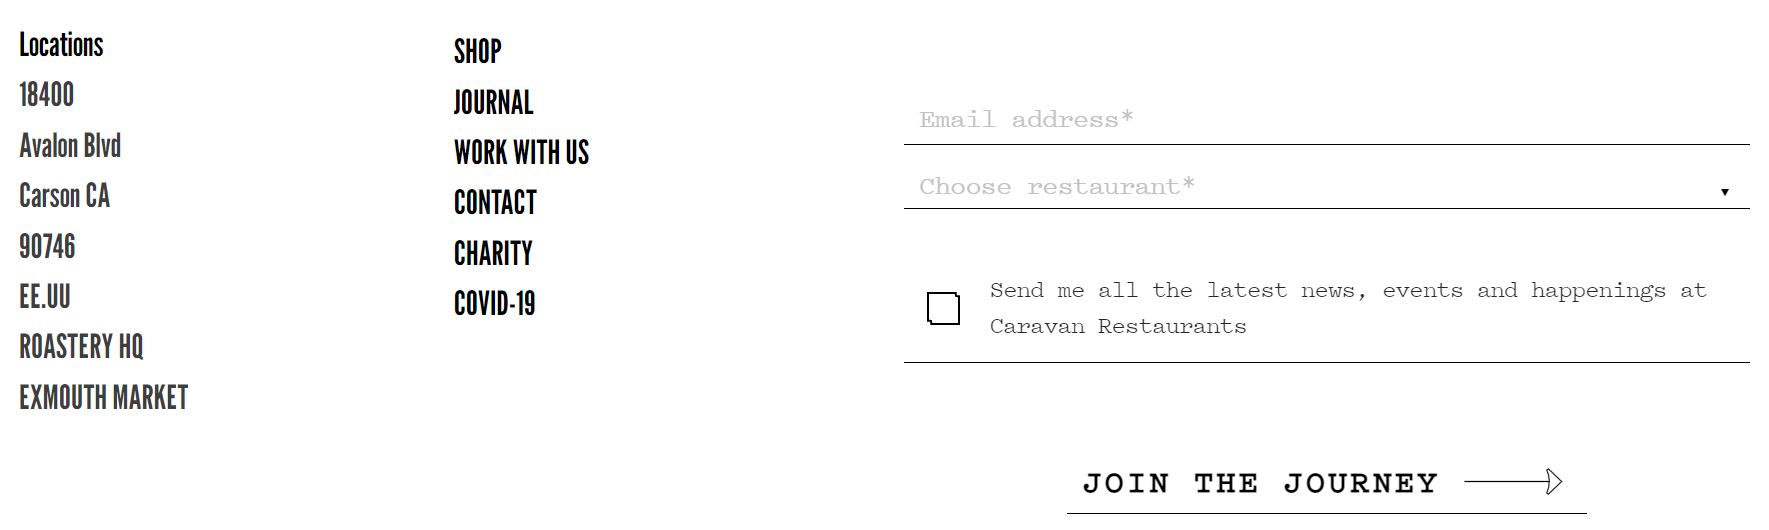 Locations
18400
Avalon Blvd
Carson CA
90746
EE.UU
ROASTERY HQ
EXMOUTH MARKET
SHOP
JOURNAL
WORK WITH US
CONTACT
CHARITY
COVID-19
Email address*
Choose restaurant*
Send me all the latest news, events and happenings at
Caravan Restaurants
JOIN THE JOURNEY